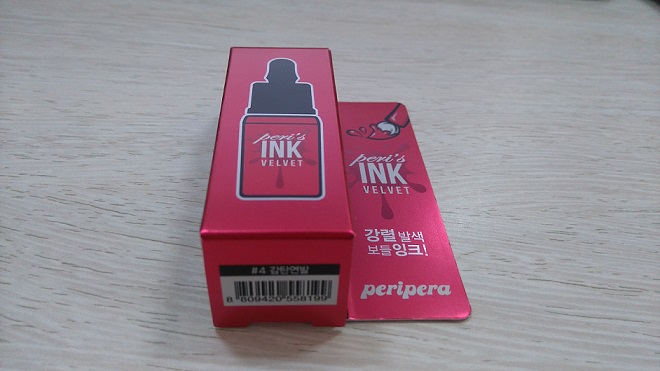 peri's
INK
VELVET
#4 감탄연발
8 809420 558199
peri's
INK
VELVET
강렬 발색
보들잉크!
peripera